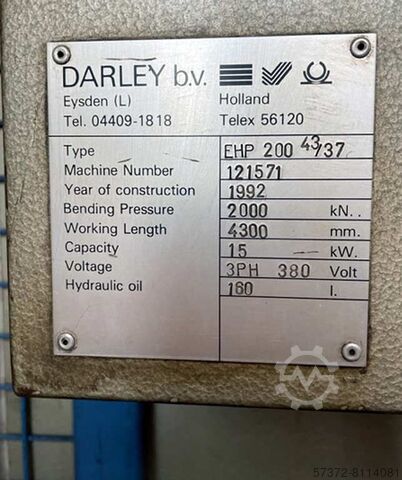 DARLEY b.v.
Eysden (L) Holland
Tel. 04409-1818 Telex 56120
Type EHP 200 43/37
Machine Number 121571
Year of construction 1992
Bending Pressure 2000 kN..
Working Length 4300 mm.
Capacity 15 kW.
Voltage 3PH 380 Volt
Hydraulic oil 160 l.
57372-8114081